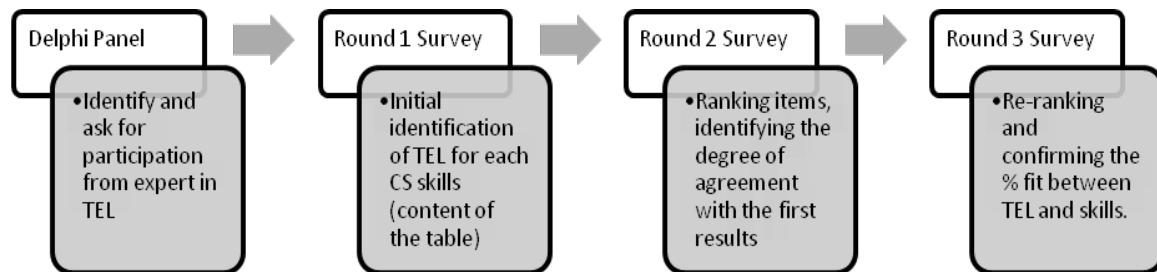 Delphi Panel
•Identify and
ask for
participation
from expert in
TEL
Round 1 Survey
•Initial
identification
of TEL for each
CS skills
(content of
the table)
Round 2 Survey
•Ranking items,
identifying the
degree of
agreement
with the first
results
Round 3 Survey
•Re-ranking
and
confirming the
% fit between
TEL and skills.